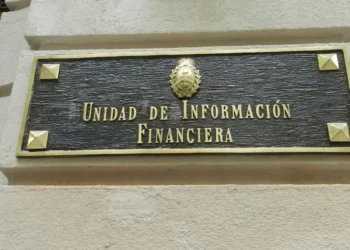 Unidad de Información
Financiera